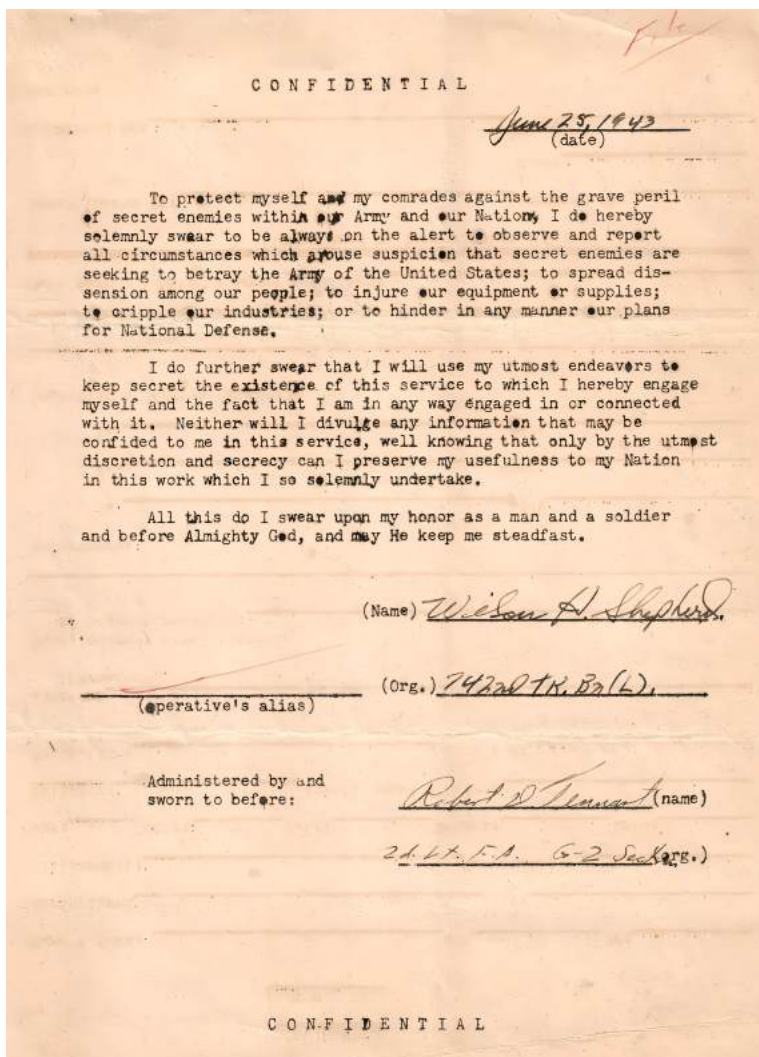 File
CONFIDENTIAL
June 25, 1943
(date)
To protect myself and my comrades against the grave peril
of secret enemies within our Army and our Nation, I do hereby
solemnly swear to be always on the alert to observe and report
all circumstances which arouse suspicion that secret enemies are
seeking to betray the Army of the United States; to spread dis-
sension among our people; to injure our equipment or supplies;
to cripple our industries; or to hinder in any manner our plans
for National Defense.
I do further swear that I will use my utmost endeavors to
keep secret the existence of this service to which I hereby engage
myself and the fact that I am in any way engaged in or connected
with it. Neither will I divulge any information that may be
confided to me in this service, well knowing that only by the utmost
discretion and secrecy can I preserve my usefulness to my Nation
in this work which I so solemnly undertake.
All this do I swear upon my honor as a man and a soldier
and before Almighty God, and may He keep me steadfast.
(Name) Wilson H. Shepherd.
(Org.) 742nd TK. Bn (L).
(operative's alias)
Administered by and
sworn to before:
Robert D Tennant (name)
2d. Lt. F.A. G-2 Sec (org.)
CONFIDENTIAL